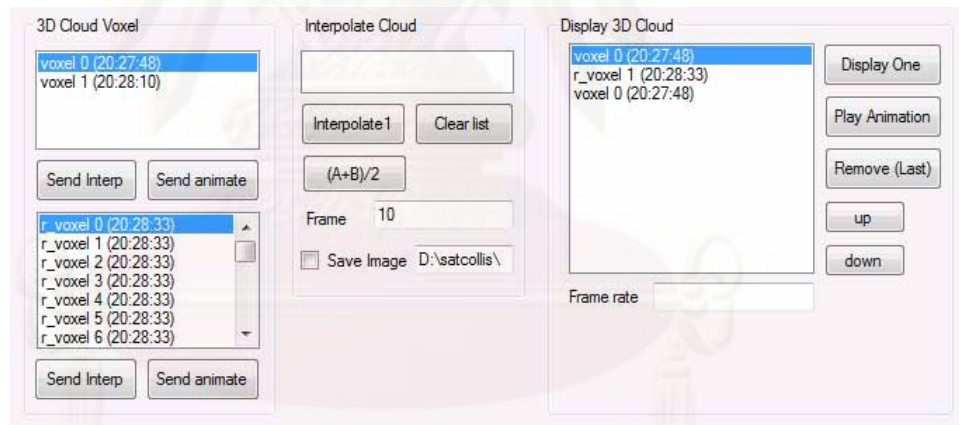 3D Cloud Voxel
voxel 0 (20:27:48)
voxel 1 (20:28:10)
Send Interp
Send animate
r_voxel 0 (20:28:33)
r_voxel 1 (20:28:33)
r_voxel 2 (20:28:33)
r_voxel 3 (20:28:33)
r_voxel 4 (20:28:33)
r_voxel 5 (20:28:33)
r_voxel 6 (20:28:33)
Send Interp
Send animate
Interpolate Cloud
Interpolate1
Clear list
(A+B)/2
Frame
10
Save Image
D:\satcollis\
Display 3D Cloud
voxel 0 (20:27:48)
r_voxel 1 (20:28:33)
voxel 0 (20:27:48)
Display One
Play Animation
Remove (Last)
up
down
Frame rate